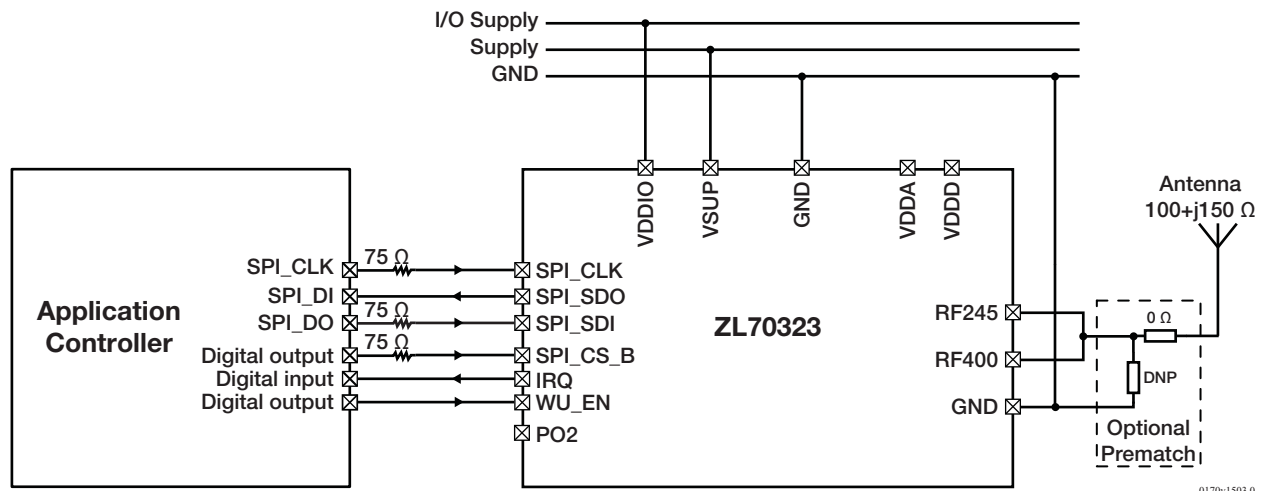 I/O Supply
Supply
GND
VDDIO
VSUP
GND
VDDA
VDDD
Antenna
100+j150 Ω
Application
Controller
SPI_CLK
75 Ω
SPI_CLK
SPI_DI
SPI_SDO
SPI_DO
75 Ω
SPI_SDI
Digital output
75 Ω
SPI_CS_B
Digital input
IRQ
Digital output
WU_EN
PO2
ZL70323
RF245
RF400
GND
0 Ω
DNP
Optional
Prematch
0170v1503.0